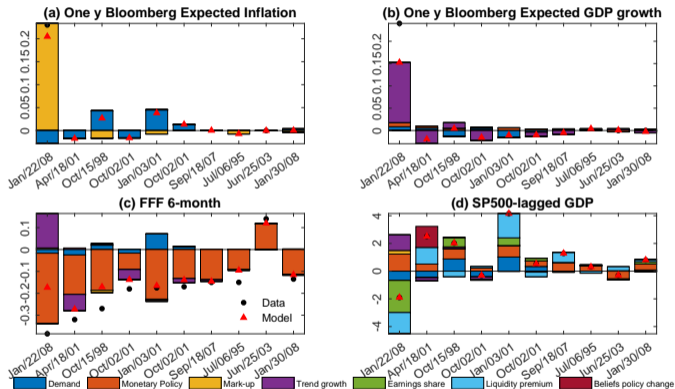 (a) One y Bloomberg Expected Inflation
(b) One y Bloomberg Expected GDP growth
0.2
0.15
0.1
0.05
0
0.2
0.15
0.1
0.05
0
Jan/22/08
Apr/18/01
Oct/15/98
Oct/02/01
Jan/03/01
Oct/02/01
Sep/18/07
Jul/06/95
Jun/25/03
Jan/30/08
Jan/22/08
Apr/18/01
Oct/15/98
Oct/02/01
Jan/03/01
Oct/02/01
Sep/18/07
Jul/06/95
Jun/25/03
Jan/30/08
(c) FFF 6-month
(d) SP500-lagged GDP
0.1
0
-0.1
-0.2
-0.3
4
2
0
-2
-4
Data
Model
Jan/22/08
Apr/18/01
Oct/15/98
Oct/02/01
Jan/03/01
Oct/02/01
Sep/18/07
Jul/06/95
Jun/25/03
Jan/30/08
Jan/22/08
Apr/18/01
Oct/15/98
Oct/02/01
Jan/03/01
Oct/02/01
Sep/18/07
Jul/06/95
Jun/25/03
Jan/30/08
Demand
Monetary Policy
Mark-up
Trend growth
Earnings share
Liquidity premium
Beliefs policy change